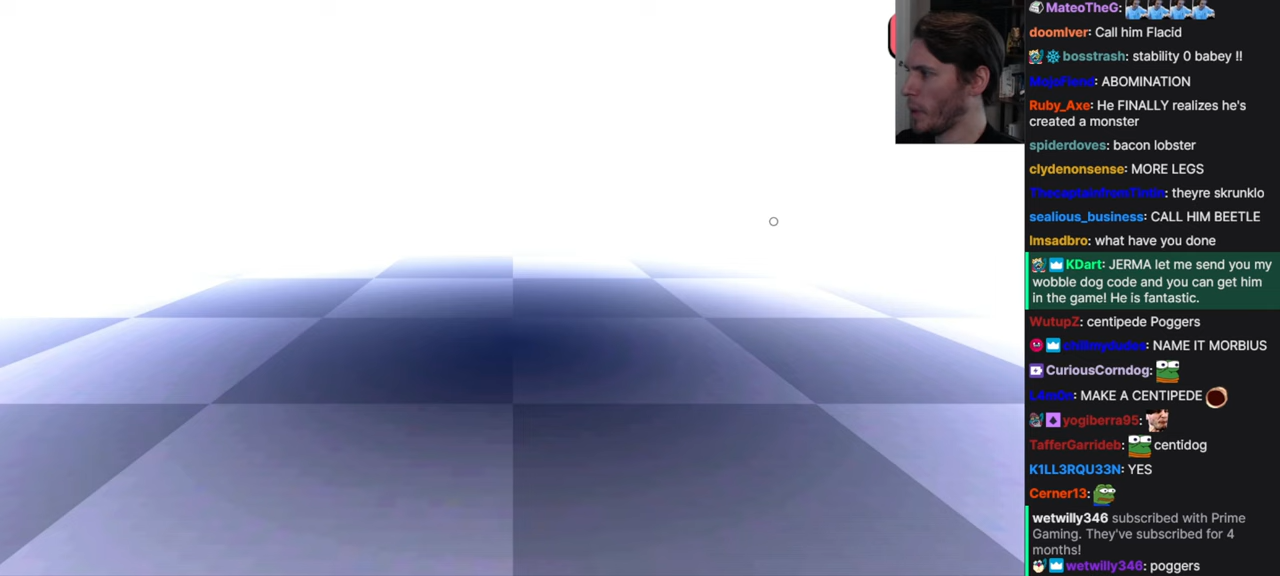 MateoTheG:
doomlver: Call him Flacid
bosstrash: stability 0 babey !!
MojoFiend: ABOMINATION
Ruby_Axe: He FINALLY realizes he's
created a monster
spiderdoves: bacon lobster
clydenonsense: MORE LEGS
ThecaptainfromTintin: theyre skrunklo
sealious_business: CALL HIM BEETLE
lmsadbro: what have you done
KDart: JERMA let me send you my
wobble dog code and you can get him
in the game! He is fantastic.
WutupZ: centipede Poggers
chillmydudes: NAME IT MORBIUS
CuriousCorndog:
: MAKE A CENTIPEDE
yogiberra95:
TafferGarrideb: centidog
K1LL3RQU33N: YES
Cerner13:
wetwilly346 subscribed with Prime
Gaming. They've subscribed for 4
months!
wetwilly346: poggers